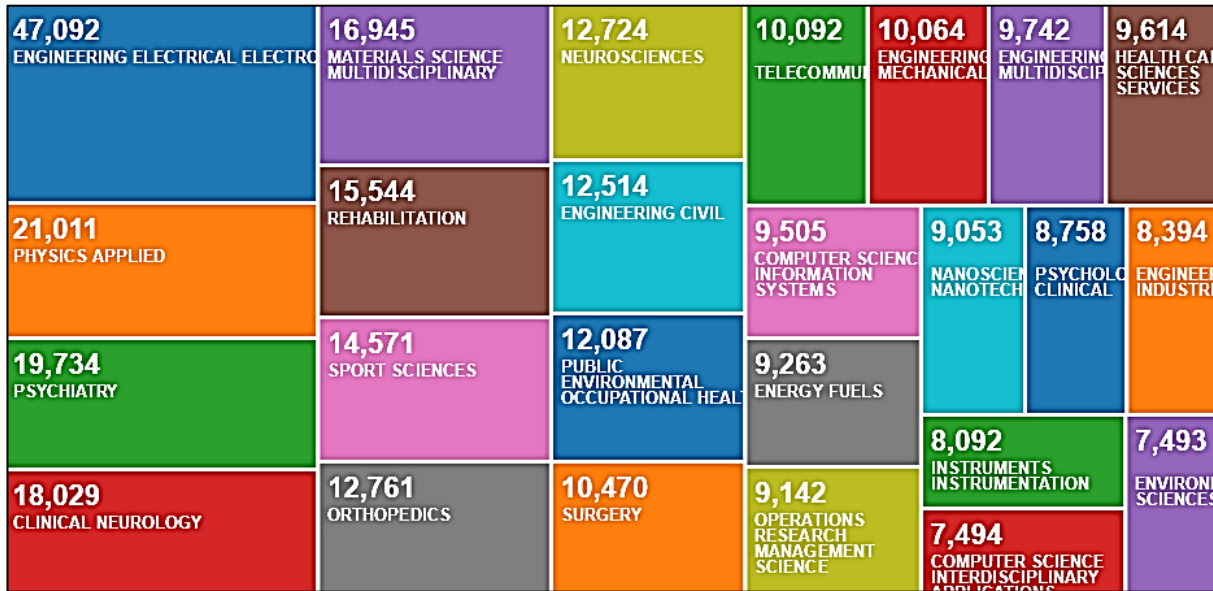 47,092
ENGINEERING ELECTRICAL ELECTRO
21,011
PHYSICS APPLIED
19,734
PSYCHIATRY
18,029
CLINICAL NEUROLOGY
16,945
MATERIALS SCIENCE
MULTIDISCIPLINARY
15,544
REHABILITATION
14,571
SPORT SCIENCES
12,761
ORTHOPEDICS
12,724
NEUROSCIENCES
12,514
ENGINEERING CIVIL
12,087
PUBLIC
ENVIRONMENTAL
OCCUPATIONAL HEAL
10,470
SURGERY
10,092
TELECOMMU
10,064
ENGINEERING
MECHANICAL
9,742
ENGINEERING
MULTIDISCIP
9,614
HEALTH CAR
SCIENCES
SERVICES
9,505
COMPUTER SCIENC
INFORMATION
SYSTEMS
9,263
ENERGY FUELS
9,142
OPERATIONS
RESEARCH
MANAGEMENT
SCIENCE
9,053
NANOSCIEN
NANOTECH
8,758
PSYCHOLO
CLINICAL
8,394
ENGINEER
INDUSTRI
8,092
INSTRUMENTS
INSTRUMENTATION
7,494
COMPUTER SCIENCE
INTERDISCIPLINARY
APPLICATIONS
7,493
ENVIRONM
SCIENCES